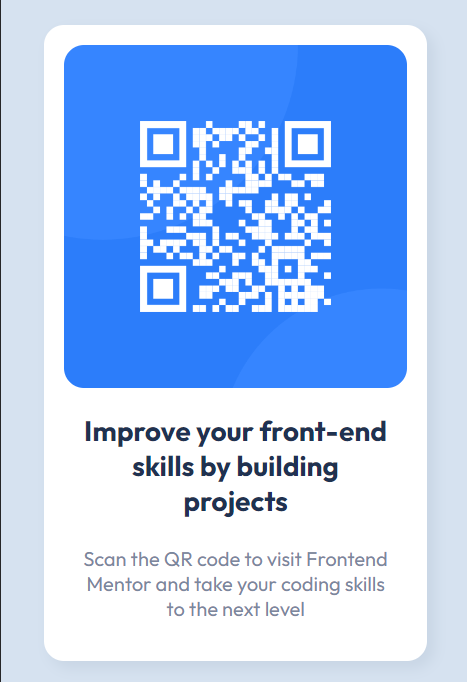 Improve your front-end
skills by building
projects
Scan the QR code to visit Frontend
Mentor and take your coding skills
to the next level